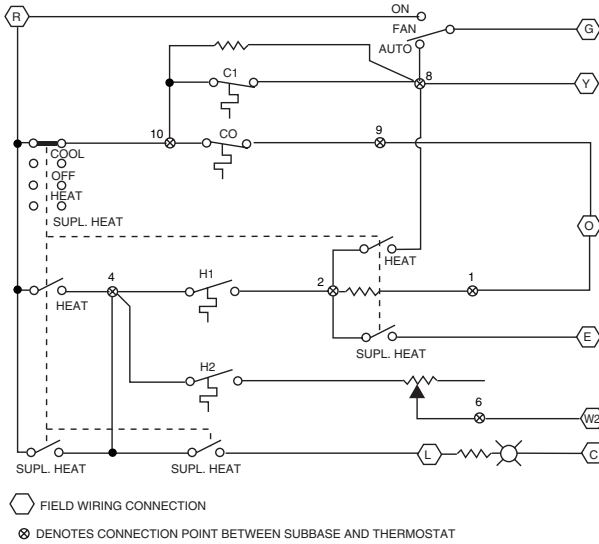 R
ON
FAN
AUTO
G
C1
8
Y
10
CO
9
COOL
OFF
HEAT
SUPL. HEAT
O
HEAT
4
H1
2
1
HEAT
SUPL. HEAT
E
H2
6
W2
SUPL. HEAT
SUPL. HEAT
L
C
FIELD WIRING CONNECTION
DENOTES CONNECTION POINT BETWEEN SUBBASE AND THERMOSTAT